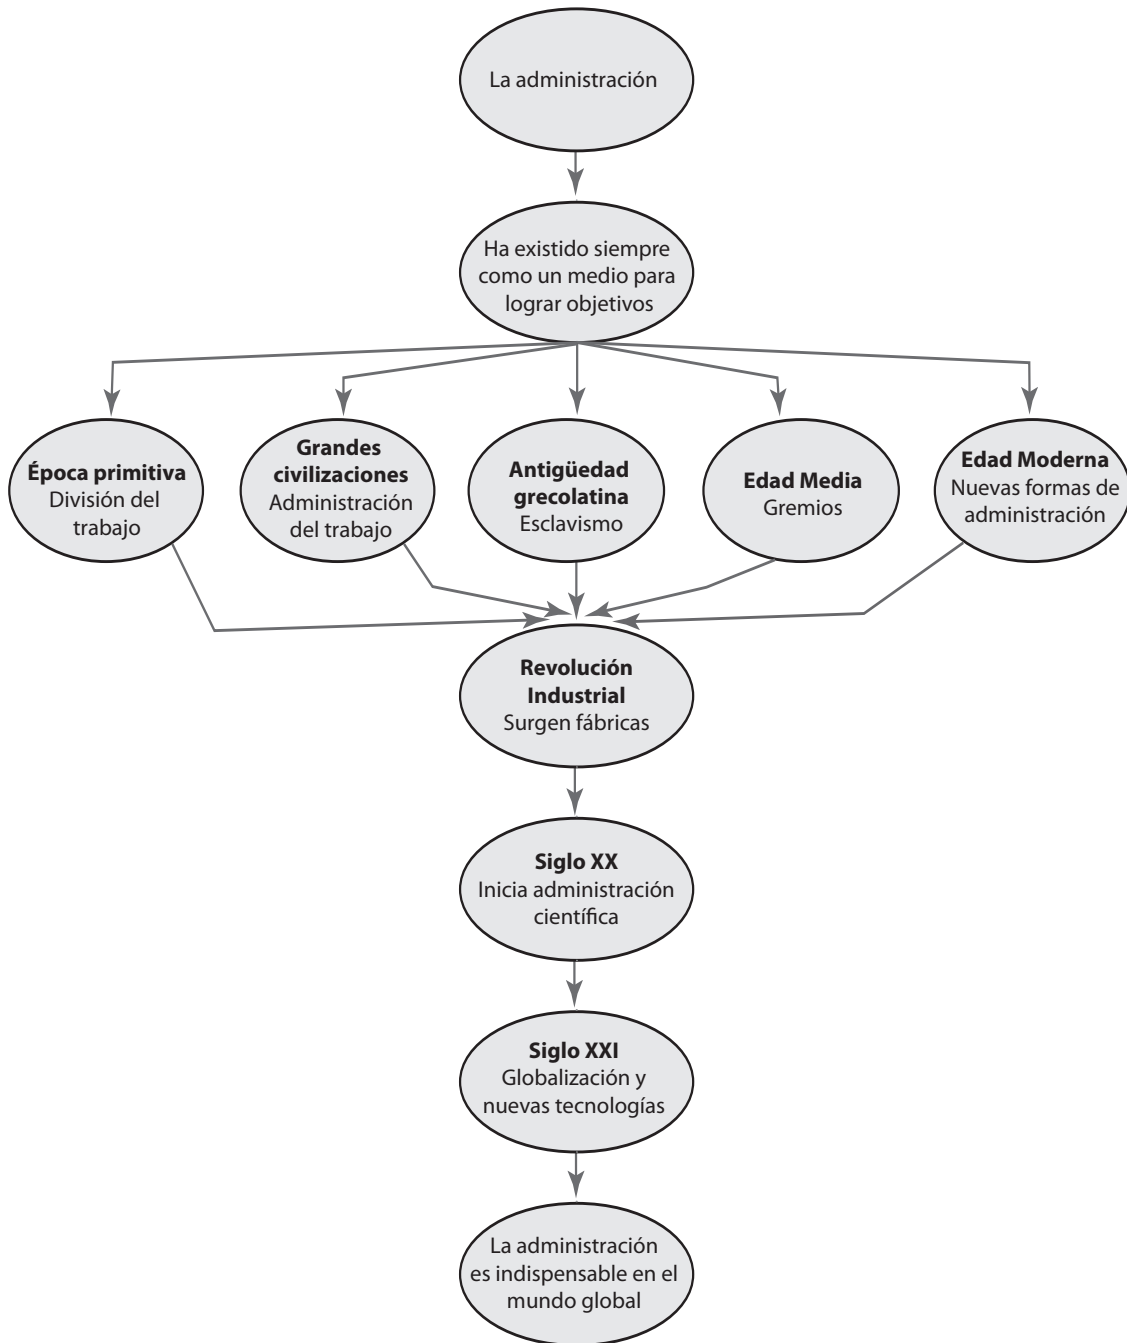 La administración
Ha existido siempre
como un medio para
lograr objetivos
Época primitiva
División del
trabajo
Grandes
civilizaciones
Administración
del trabajo
Antigüedad
grecolatina
Esclavismo
Edad Media
Gremios
Edad Moderna
Nuevas formas de
administración
Revolución
Industrial
Surgen fábricas
Siglo XX
Inicia administración
científica
Siglo XXI
Globalización y
nuevas tecnologías
La administración
es indispensable en el
mundo global